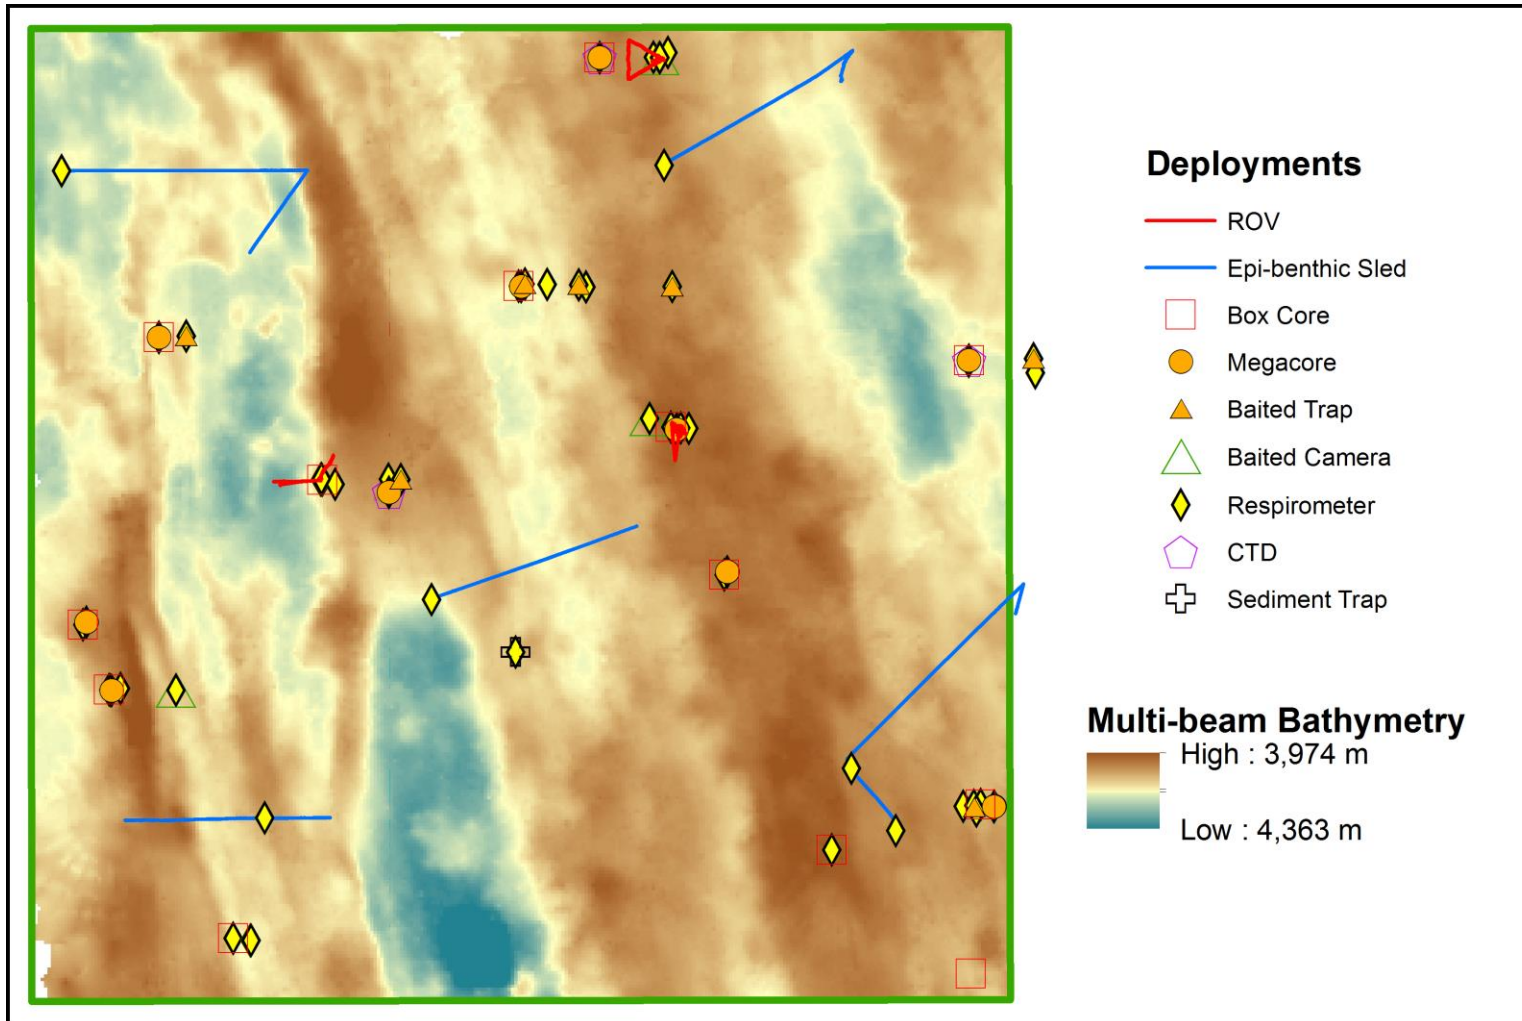 Deployments
ROV
Epi-benthic Sled
Box Core
Megacore
Baited Trap
Baited Camera
Respirometer
CTD
Sediment Trap
Multi-beam Bathymetry
High : 3,974 m
Low : 4,363 m